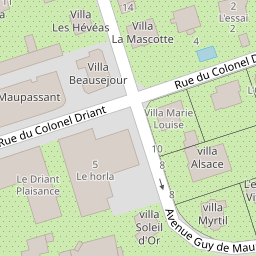 Villa
Les Hévéas
4
villa
La Mascotte
2
L'essai
2
Villa
Beausejour
Maupassant
Rue du Colonel D
Rue du Colonel Driant
Villa Marie
Louise
5
Le horla
10
8
villa
Alsace
Le Driant
Plaisance
8
villa
Soleil
d'Or
villa
Myrtil
Avenue Guy de Mau